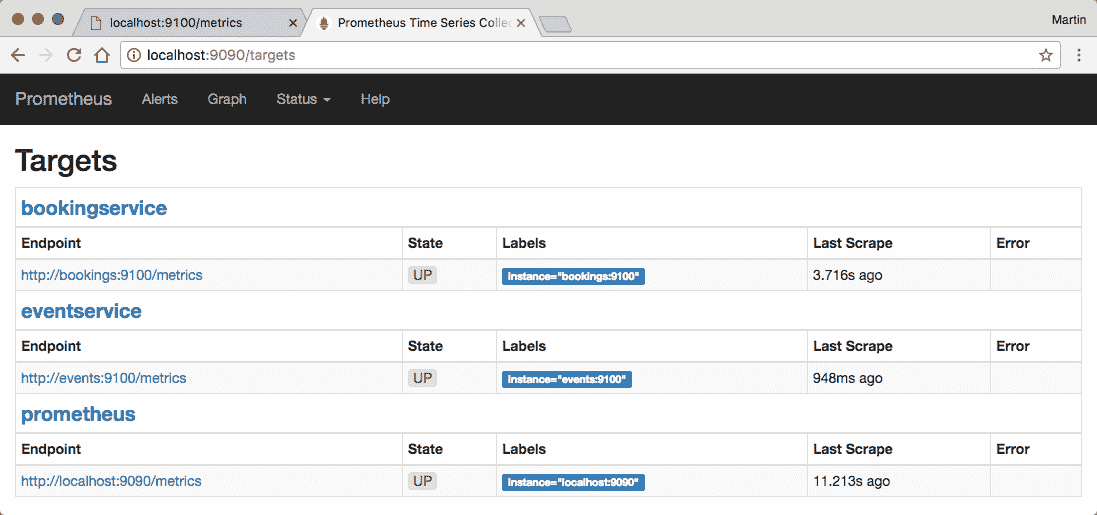 localhost:9100/metrics
Prometheus Time Series Colle
Martin
localhost:9090/targets
Prometheus Alerts Graph Status Help
Targets
bookingservice
Endpoint State Labels Last Scrape Error
http://bookings:9100/metrics UP instance="bookings:9100" 3.716s ago
eventservice
Endpoint State Labels Last Scrape Error
http://events:9100/metrics UP instance="events:9100" 948ms ago
prometheus
Endpoint State Labels Last Scrape Error
http://localhost:9090/metrics UP instance="localhost:9090" 11.213s ago